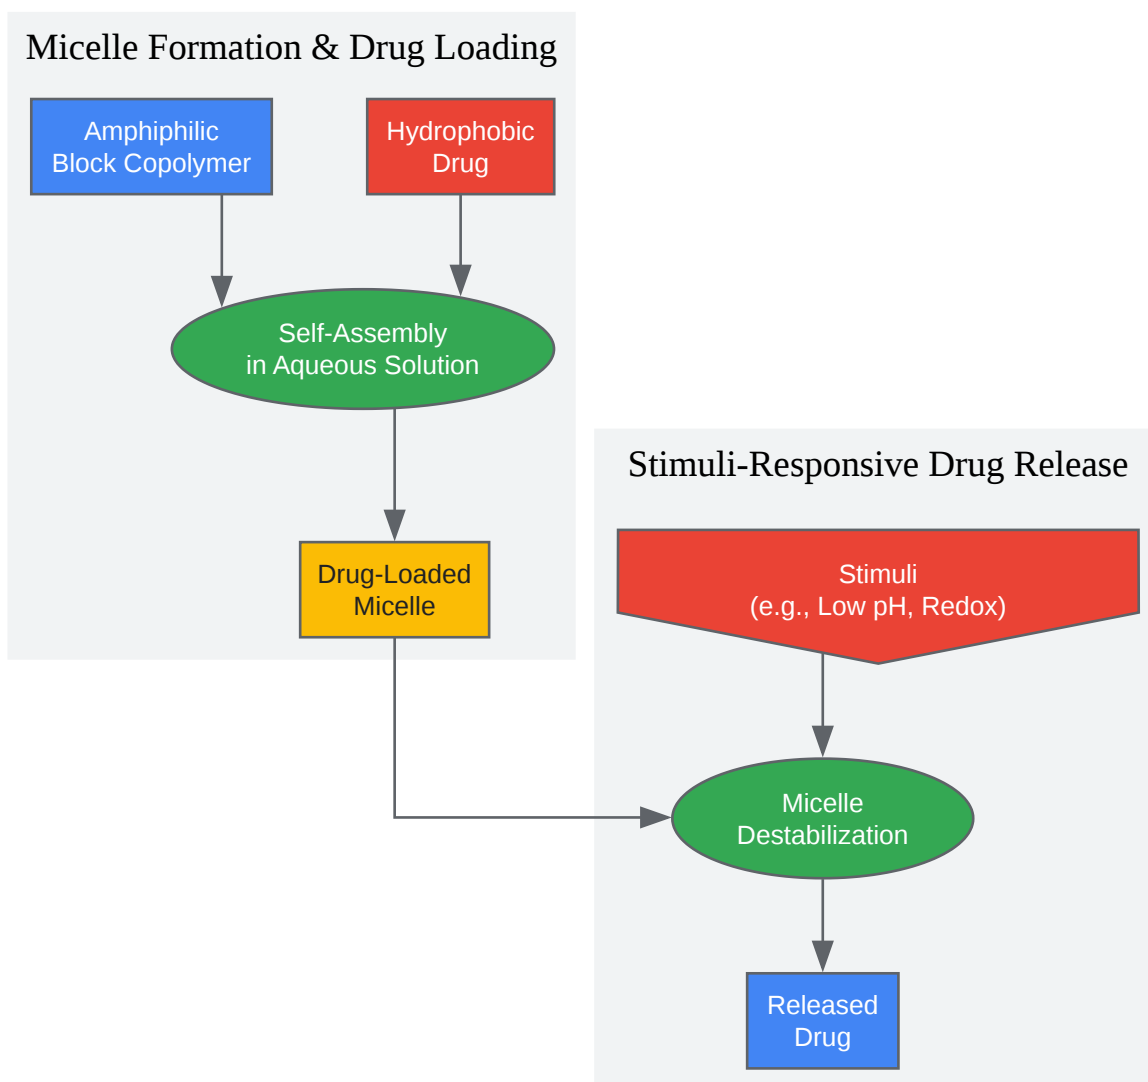 Micelle Formation & Drug Loading
Amphiphilic
Block Copolymer
Hydrophobic
Drug
Self-Assembly
in Aqueous Solution
Drug-Loaded
Micelle
Stimuli-Responsive Drug Release
Stimuli
(e.g., Low pH, Redox)
Micelle
Destabilization
Released
Drug